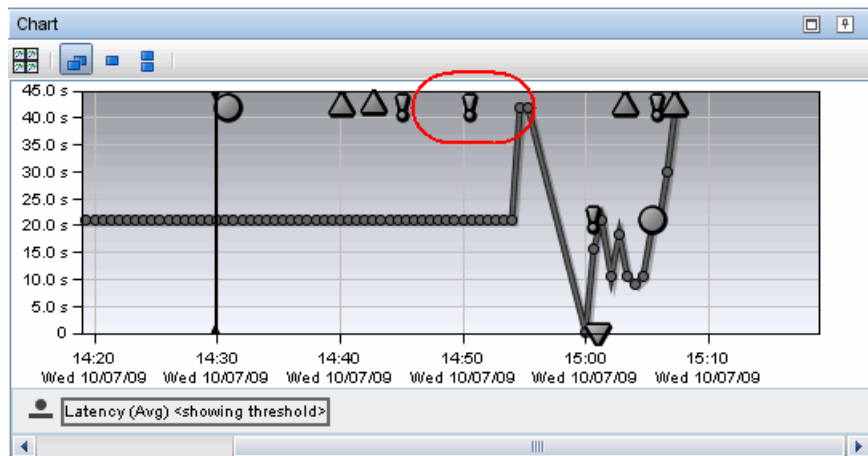 Chart
45.0 s
40.0 s
35.0 s
30.0 s
25.0 s
20.0 s
15.0 s
10.0 s
5.0 s
0
14:20 14:30 14:40 14:50 15:00 15:10
Wed 10/07/09 Wed 10/07/09 Wed 10/07/09 Wed 10/07/09 Wed 10/07/09 Wed 10/07/09
Latency (Avg) <showing threshold>